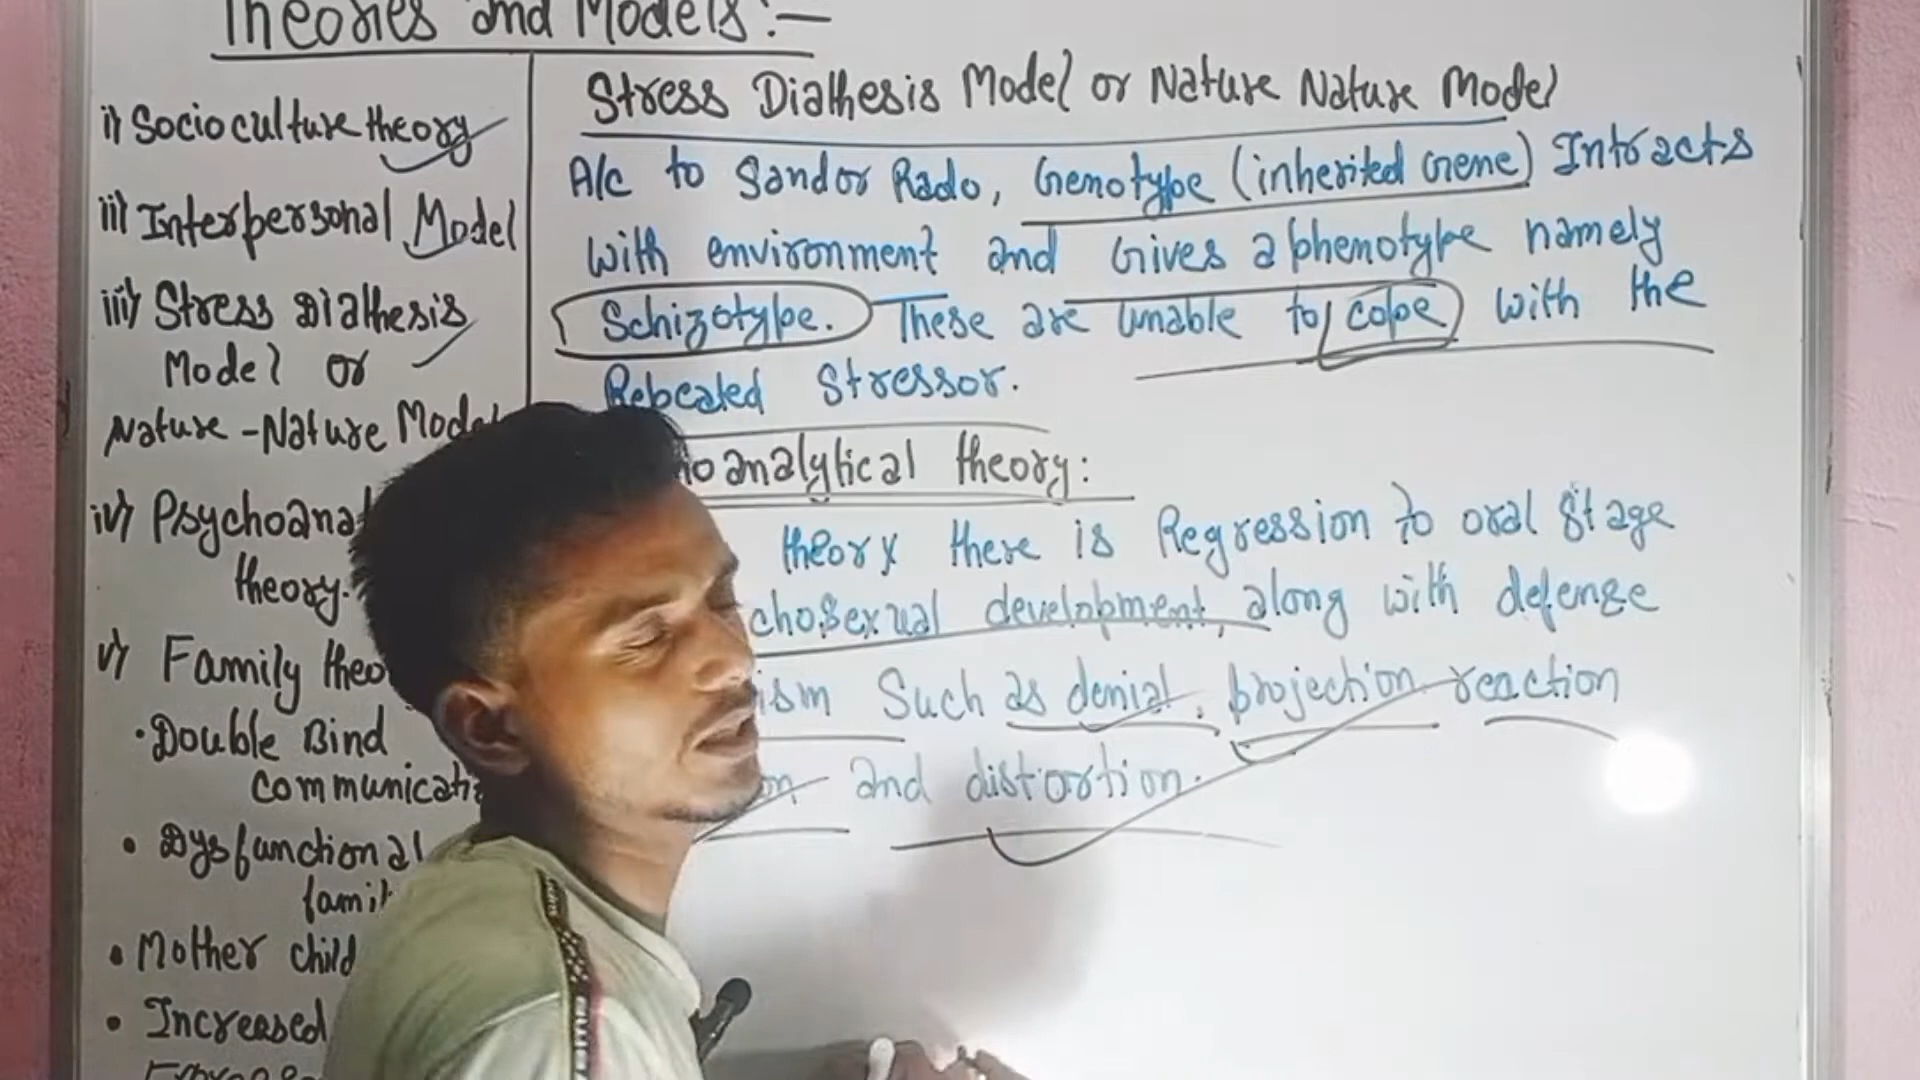 Theories and Models:-
i) Socioculture theory
ii) Interpersonal Model
iii) Stress Diathesis
Model or
Nature-Nature Mode
iv) Psychoana
theory.
v) Family theo
• Double Bind
communicati
• Dysfunctional
famil
• Mother child
• Increased
Stress Diathesis Model or Nature Nature Model
A/c to Sandor Rado, Genotype (inherited Gene) Intracts
with environment and Gives a phenotype namely
Schizotype. These are unable to cope with the
Repeated Stressor.
oanalytical theory:
theory there is Regression to oral stage
chosexual development, along with defense
ism Such as denial, projection reaction
on and distortion.